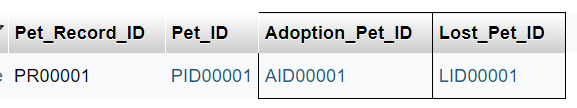 Pet_Record_ID Pet_ID Adoption_Pet_ID Lost_Pet_ID
PR00001 PID00001 AID00001 LID00001